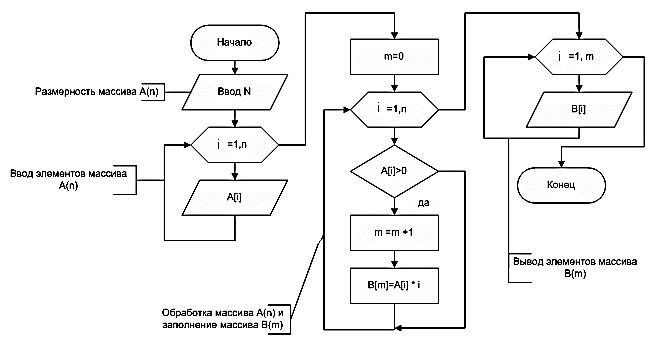 Начало
Размерность массива A(n)
Ввод N
i =1,n
Ввод элементов массива
A(n)
A[i]
m=0
i =1,n
A[i]>0
да
m =m +1
B[m]=A[i] * i
Обработка массива A(n) и
заполнение массива B(m)
i =1, m
B[i]
Конец
Вывод элементов массива
B(m)